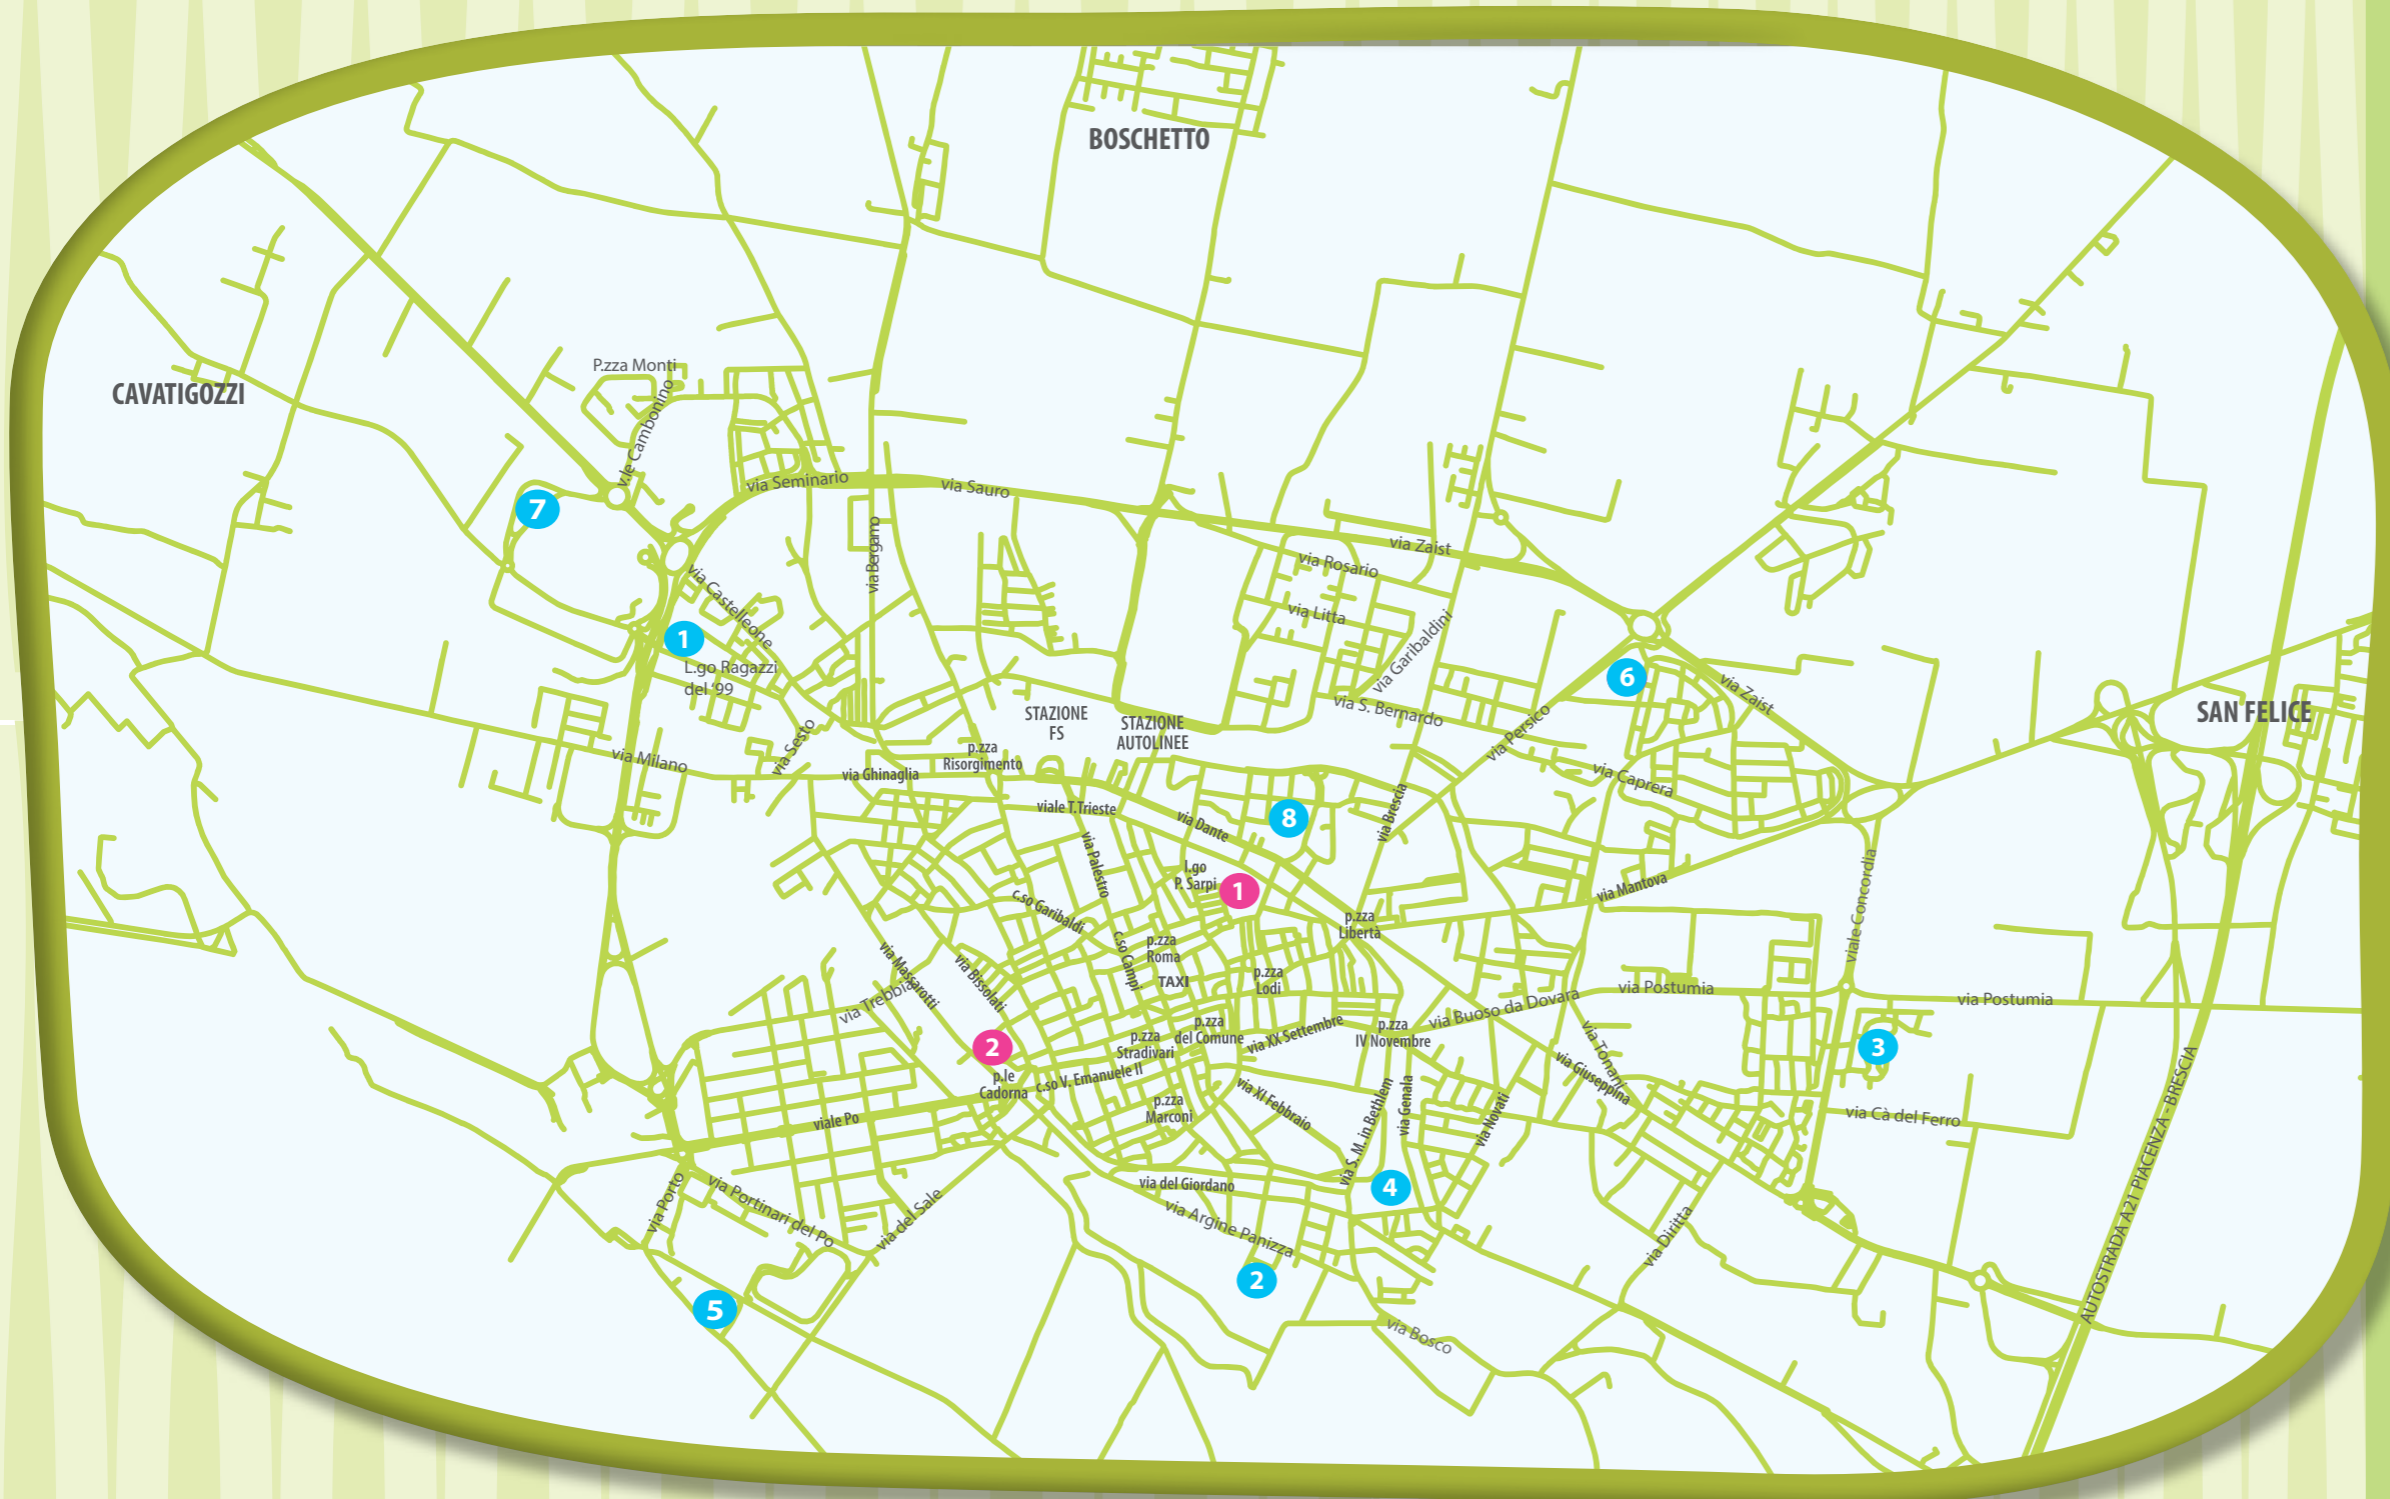 BOSCHETTO
P.zza Monti
CAVATIGOZZI
v.le Cambonino
via Seminario
via Sauro
7
via Bergamo
via Zaist
via Rosario
via Castelleone
via Litta
1
via Garibaldini
L.go Ragazzi
del '99
6
via Zaist
via S. Bernardo
STAZIONE
FS
STAZIONE
AUTOLINEE
SAN FELICE
via Persico
via Sesto
p.zza
Risorgimento
via Milano
via Ghinaglia
via Caprera
viale T.Trieste
via Dante
8
via Brescia
via Palestro
l.go
P. Sarpi
1
via Mantova
viale Concordia
c.so Garibaldi
p.zza
Libertà
c.so Campi
p.zza
Roma
TAXI
p.zza
Lodi
via Massarotti
via Bissolati
via Trebbia
via Postumia
via Postumia
via Buoso da Dovara
p.zza
del Comune
via XX Settembre
p.zza
IV Novembre
p.zza
Stradivari
2
via Tonani
via Giuseppina
3
p.le
Cadorna
c.so V. Emanuele II
via XI Febbraio
p.zza
Marconi
via S. M. in Bethlem
via Genala
via Novati
via Cà del Ferro
viale Po
AUTOSTRADA A21 PIACENZA - BRESCIA
via Porto
via Portinari del Po
via del Sale
via del Giordano
4
via Argine Panizza
via Diritta
2
5
via Bosco